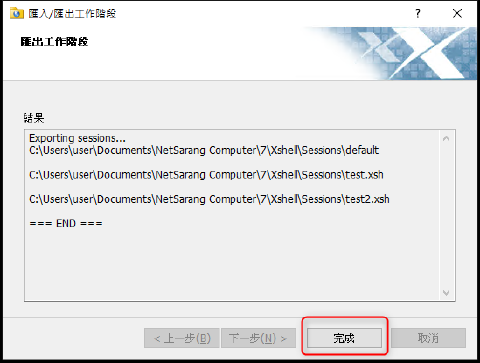 匯入/匯出工作階段
匯出工作階段
結果
Exporting sessions...
C:\Users\user\Documents\NetSarang Computer\7\Xshell\Sessions\default
C:\Users\user\Documents\NetSarang Computer\7\Xshell\Sessions\test.xsh
C:\Users\user\Documents\NetSarang Computer\7\Xshell\Sessions\test2.xsh
=== END ===
< 上一步(B) 下一步(N) > 完成 取消